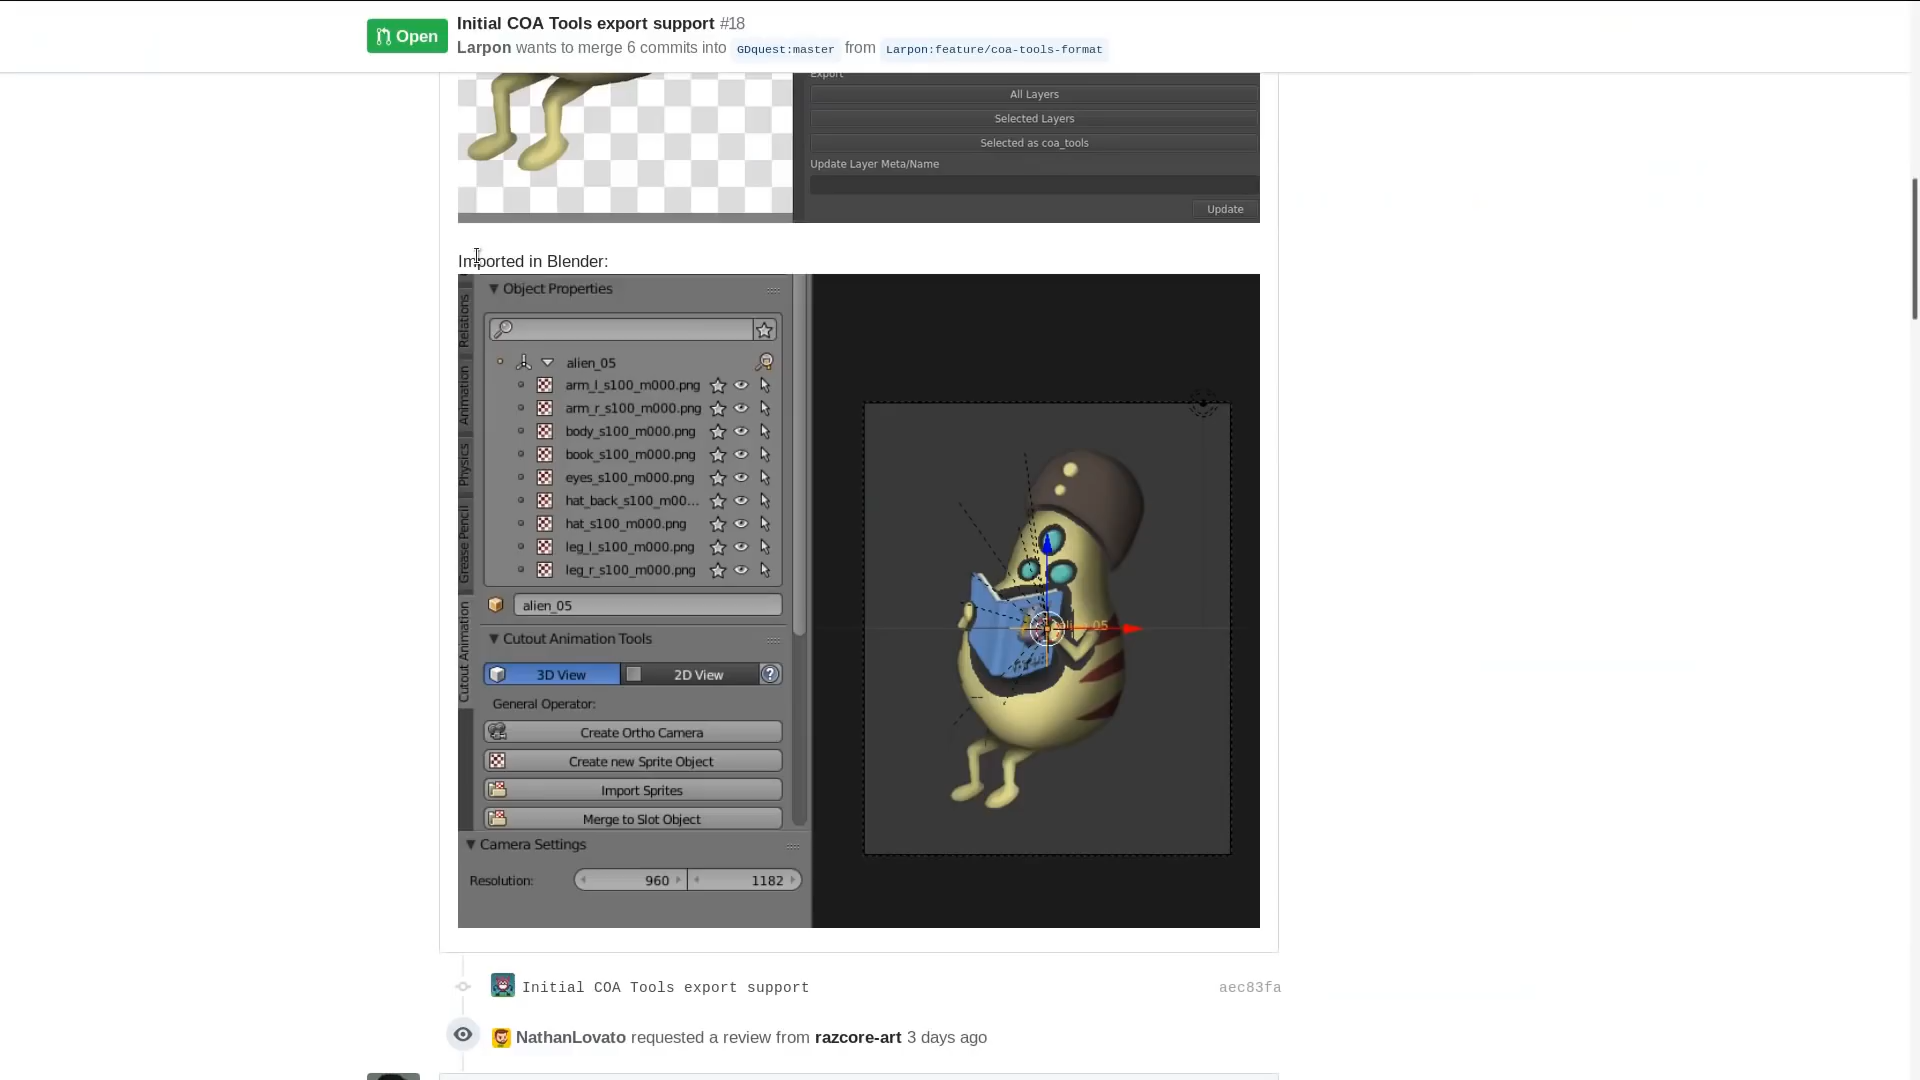 Open
Initial COA Tools export support #18
Larpon wants to merge 6 commits into GDquest:master from Larpon:feature/coa-tools-format
Export
All Layers
Selected Layers
Selected as coa_tools
Update Layer Meta/Name
Update
Imported in Blender:
Relations
Animation
Physics
Grease Pencil
Cutout Animation
Object Properties
alien_05
arm_l_s100_m000.png
arm_r_s100_m000.png
body_s100_m000.png
book_s100_m000.png
eyes_s100_m000.png
hat_back_s100_m00...
hat_s100_m000.png
leg_l_s100_m000.png
leg_r_s100_m000.png
alien_05
Cutout Animation Tools
3D View
2D View
?
General Operator:
Create Ortho Camera
Create new Sprite Object
Import Sprites
Merge to Slot Object
Camera Settings
Resolution: 960 1182
alien_05
Initial COA Tools export support aec83fa
NathanLovato requested a review from razcore-art 3 days ago